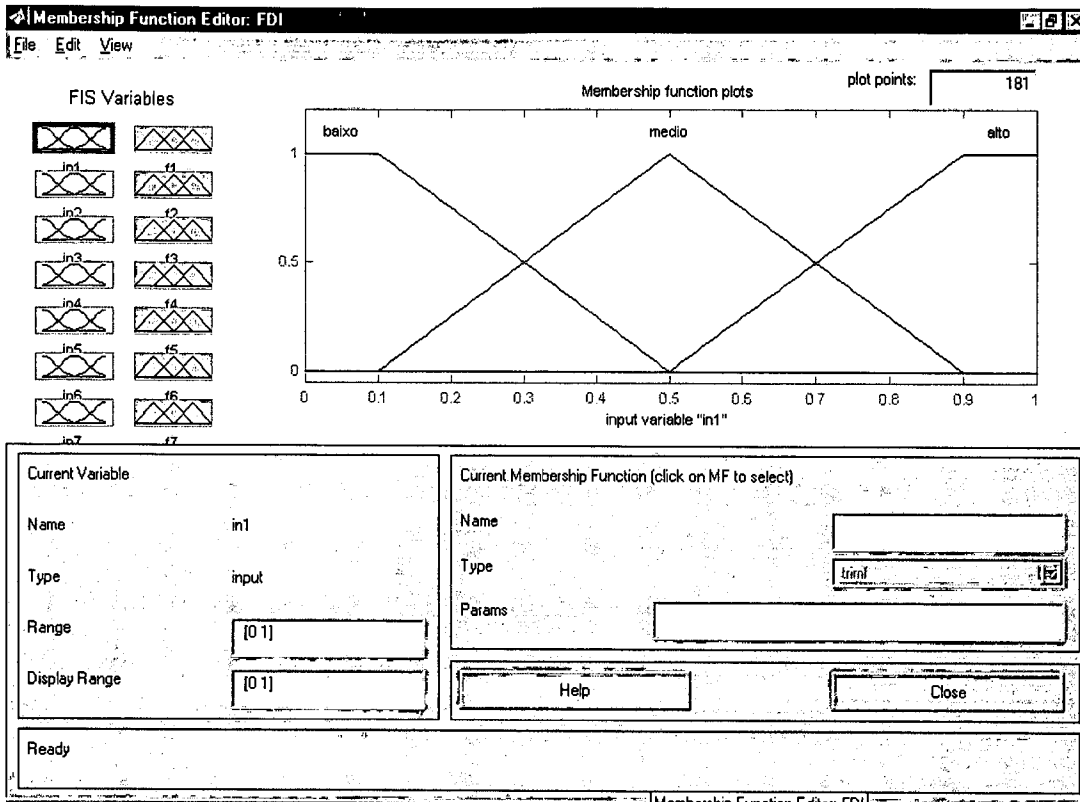 Membership Function Editor: FDI
File Edit View
FIS Variables
in1 f1
in2 f2
in3 f3
in4 f4
in5 f5
in6 f6
in7 f7
Membership function plots
plot points: 181
baixo medio alto
1
0.5
0
0 0.1 0.2 0.3 0.4 0.5 0.6 0.7 0.8 0.9 1
input variable "in1"
Current Variable
Name in1
Type input
Range [0 1]
Display Range [0 1]
Current Membership Function (click on MF to select)
Name
Type trimf
Params
Help Close
Ready
Membership Function Editor: FDI